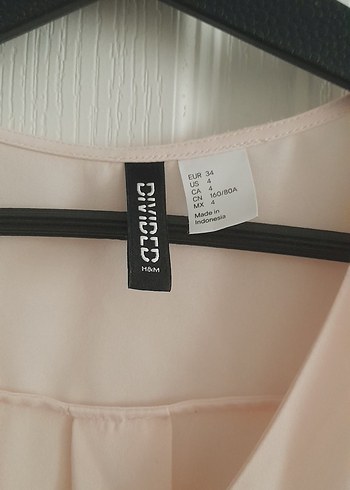 DIVIDED
H&M
EUR 34
US 4
CA 4
CN 160/80A
MX 4
Made in
Indonesia